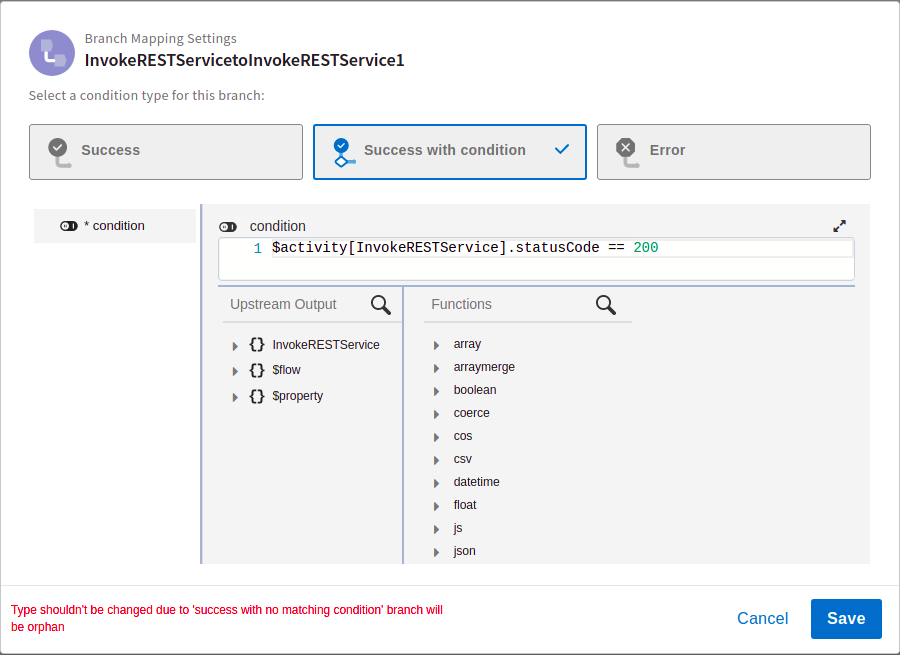 Branch Mapping Settings
InvokeRESTServicetoInvokeRESTService1
Select a condition type for this branch:
Success
Success with condition
Error
* condition
condition
1 $activity[InvokeRESTService].statusCode == 200
Upstream Output
Functions
{} InvokeRESTService
{} $flow
{} $property
array
arraymerge
boolean
coerce
cos
csv
datetime
float
js
json
Type shouldn't be changed due to 'success with no matching condition' branch will
be orphan
Cancel
Save